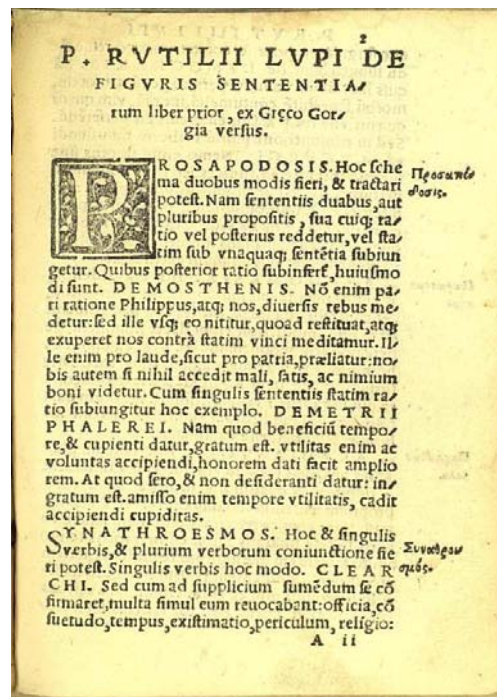 2
P. RVTILII LVPI DE
FIGVRIS SENTENTIA⸗
rum liber prior, ex Gręco Gor⸗
gia versus.
PROSAPODOSIS. Hoc sche
ma duobus modis fieri, & tractari
potest. Nam sententiis duabus, aut
pluribus propositis, sua cuiq; ra⸗
tio vel posterius reddetur, vel sta⸗
tim sub vnaquaq; sentētia subiun
getur. Quibus posterior ratio subinfert, huiusmo
di sunt. DEMOSTHENIS. Nō enim pa⸗
ri ratione Philippus, atq; nos, diuersis rebus me⸗
detur: sed ille vsq; eo nititur, quoad restituat, atq;
exuperet nos contrà statim vinci meditamur. Il⸗
le enim pro laude, sicut pro patria, præliatur: no⸗
bis autem si nihil accedit mali, satis, ac nimium
boni videtur. Cum singulis sententiis statim ra⸗
tio subiungitur hoc exemplo. DEMETRII
PHALEREI. Nam quod beneficiū tempo⸗
re, & cupienti datur, gratum est. vtilitas enim ac
voluntas accipiendi, honorem dati facit amplio
rem. At quod sero, & non desideranti datur: in⸗
gratum est. amisso enim tempore vtilitatis, cadit
accipiendi cupiditas.
SYNATHROESMOS. Hoc & singulis
verbis, & plurium verborum coniunctione fie
ri potest. Singulis verbis hoc modo. CLEAR
CHI. Sed cum ad supplicium sumēdum se cō
firmaret, multa simul eum reuocabant: officia, cō
suetudo, tempus, existimatio, periculum, religio:
A ii
Προσαπό
δοσις.
Συναθροι
σμός.